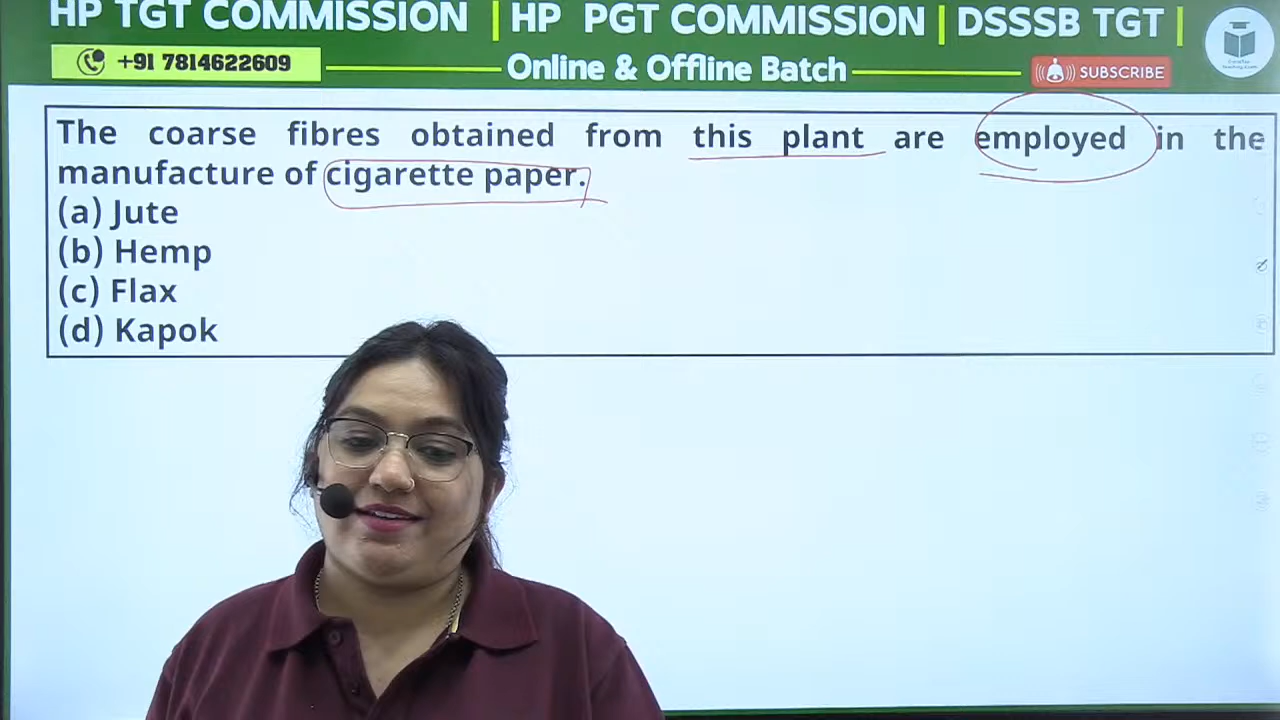 HP TGT COMMISSION | HP PGT COMMISSION | DSSSB TGT |
+91 7814622609
Online & Offline Batch
SUBSCRIBE
The coarse fibres obtained from this plant are employed in the
manufacture of cigarette paper.
(a) Jute
(b) Hemp
(c) Flax
(d) Kapok